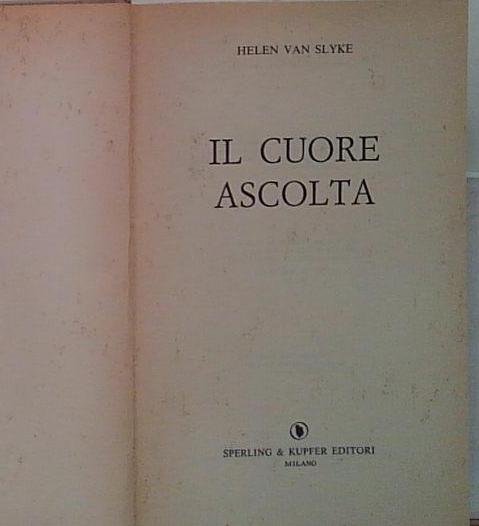 HELEN VAN SLYKE
IL CUORE
ASCOLTA
SPERLING & KUPFER EDITORI
MILANO